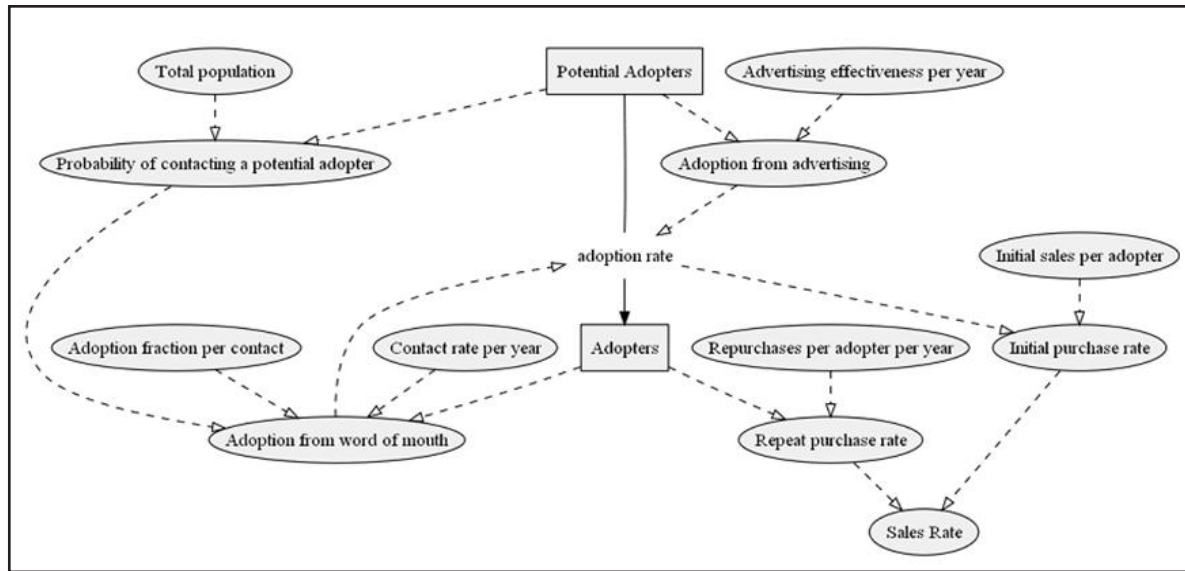 Total population
Potential Adopters
Advertising effectiveness per year
Probability of contacting a potential adopter
Adoption from advertising
adoption rate
Initial sales per adopter
Adoption fraction per contact
Contact rate per year
Adopters
Repurchases per adopter per year
Initial purchase rate
Adoption from word of mouth
Repeat purchase rate
Sales Rate